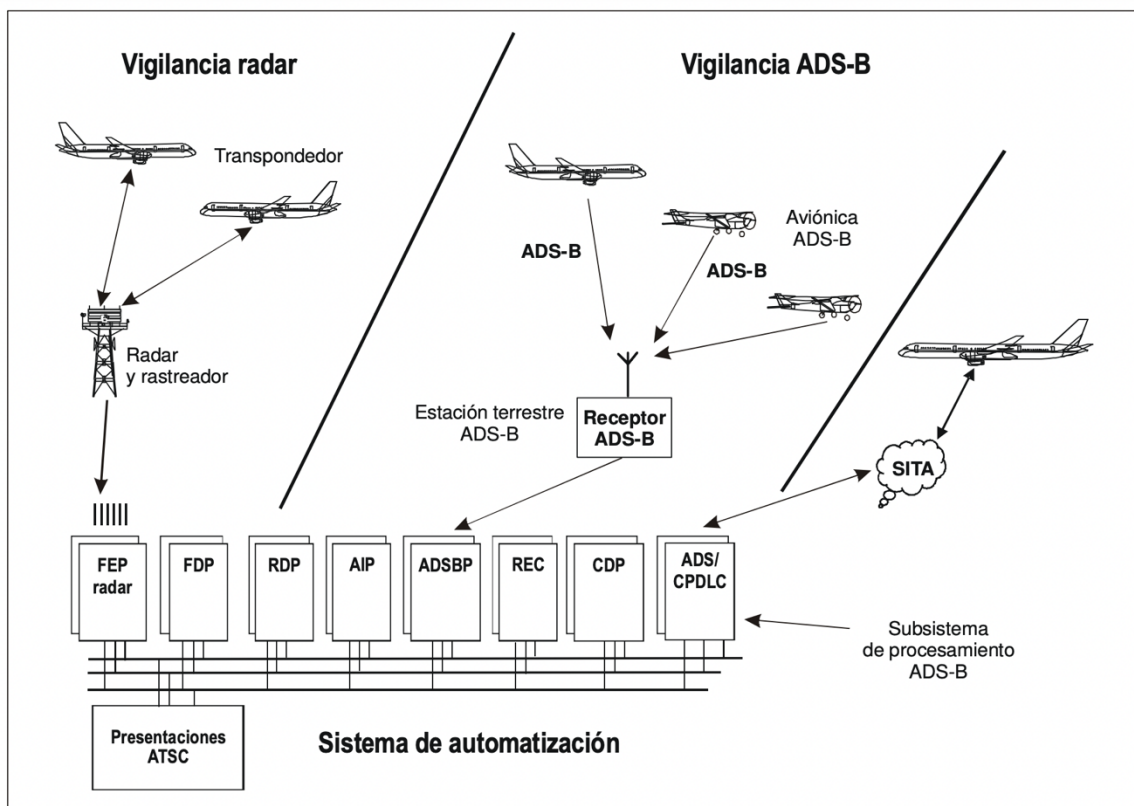 Vigilancia radar
Vigilancia ADS-B
Transpondedor
Radar
y rastreador
ADS-B
Aviónica
ADS-B
ADS-B
Estación terrestre
ADS-B
Receptor
ADS-B
SITA
FEP
radar
FDP
RDP
AIP
ADSBP
REC
CDP
ADS/
CPDLC
Subsistema
de procesamiento
ADS-B
Presentaciones
ATSC
Sistema de automatización